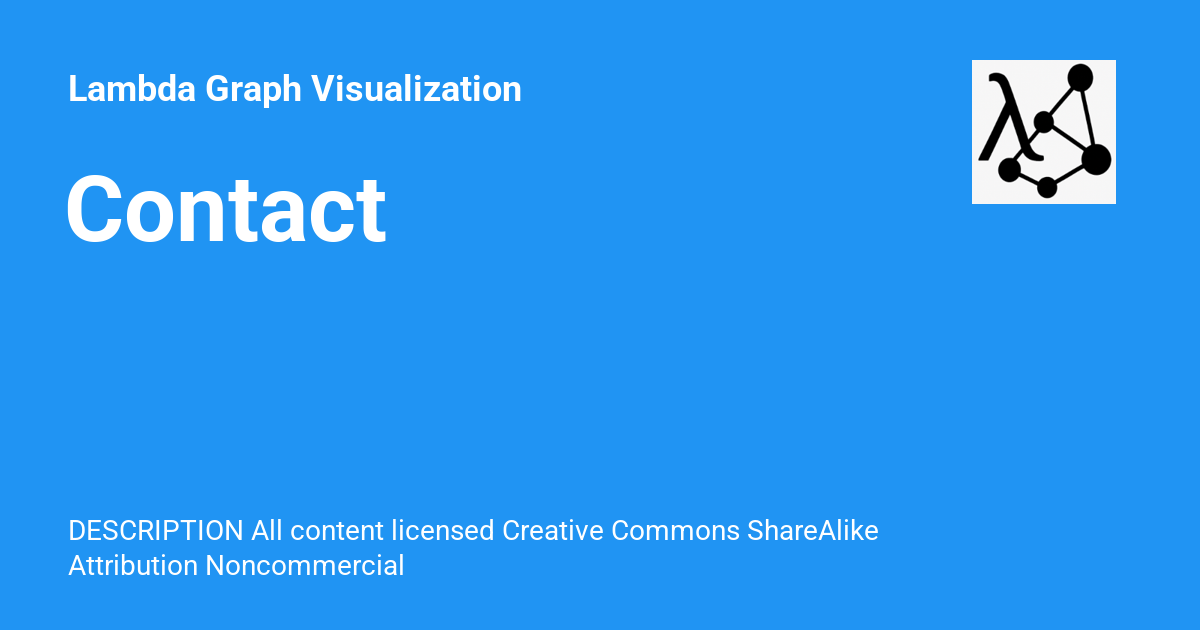 Lambda Graph Visualization
λ
Contact
DESCRIPTION All content licensed Creative Commons ShareAlike
Attribution Noncommercial